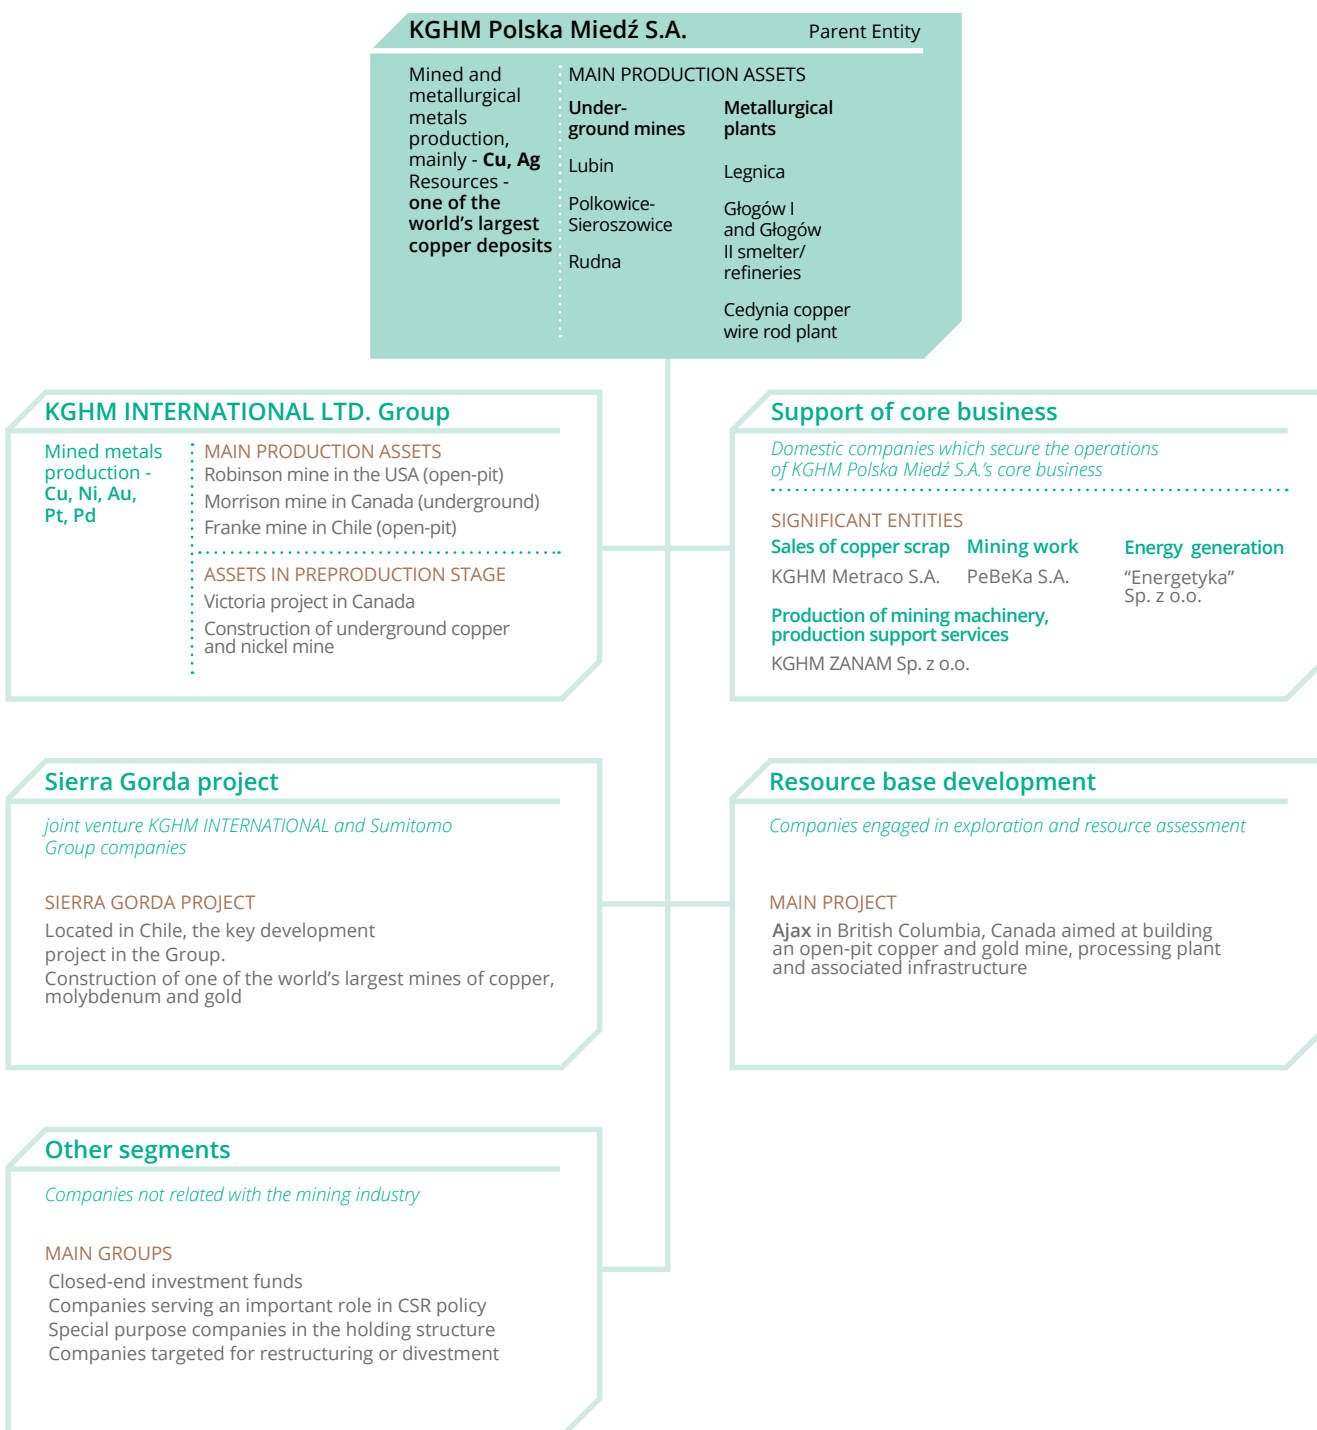 KGHM Polska Miedź S.A.
Parent Entity
Mined and
metallurgical
metals
production,
mainly - Cu, Ag
Resources -
one of the
world’s largest
copper deposits
MAIN PRODUCTION ASSETS
Under-
ground mines
Lubin
Polkowice-
Sieroszowice
Rudna
Metallurgical
plants
Legnica
Głogów I
and Głogów
II smelter/
refineries
Cedynia copper
wire rod plant
KGHM INTERNATIONAL LTD. Group
Mined metals
production -
Cu, Ni, Au,
Pt, Pd
MAIN PRODUCTION ASSETS
Robinson mine in the USA (open-pit)
Morrison mine in Canada (underground)
Franke mine in Chile (open-pit)
ASSETS IN PREPRODUCTION STAGE
Victoria project in Canada
Construction of underground copper
and nickel mine
Support of core business
Domestic companies which secure the operations
of KGHM Polska Miedź S.A.’s core business
SIGNIFICANT ENTITIES
Sales of copper scrap
KGHM Metraco S.A.
Mining work
PeBeKa S.A.
Energy generation
“Energetyka”
Sp. z o.o.
Production of mining machinery,
production support services
KGHM ZANAM Sp. z o.o.
Sierra Gorda project
joint venture KGHM INTERNATIONAL and Sumitomo
Group companies
SIERRA GORDA PROJECT
Located in Chile, the key development
project in the Group.
Construction of one of the world’s largest mines of copper,
molybdenum and gold
Resource base development
Companies engaged in exploration and resource assessment
MAIN PROJECT
Ajax in British Columbia, Canada aimed at building
an open-pit copper and gold mine, processing plant
and associated infrastructure
Other segments
Companies not related with the mining industry
MAIN GROUPS
Closed-end investment funds
Companies serving an important role in CSR policy
Special purpose companies in the holding structure
Companies targeted for restructuring or divestment